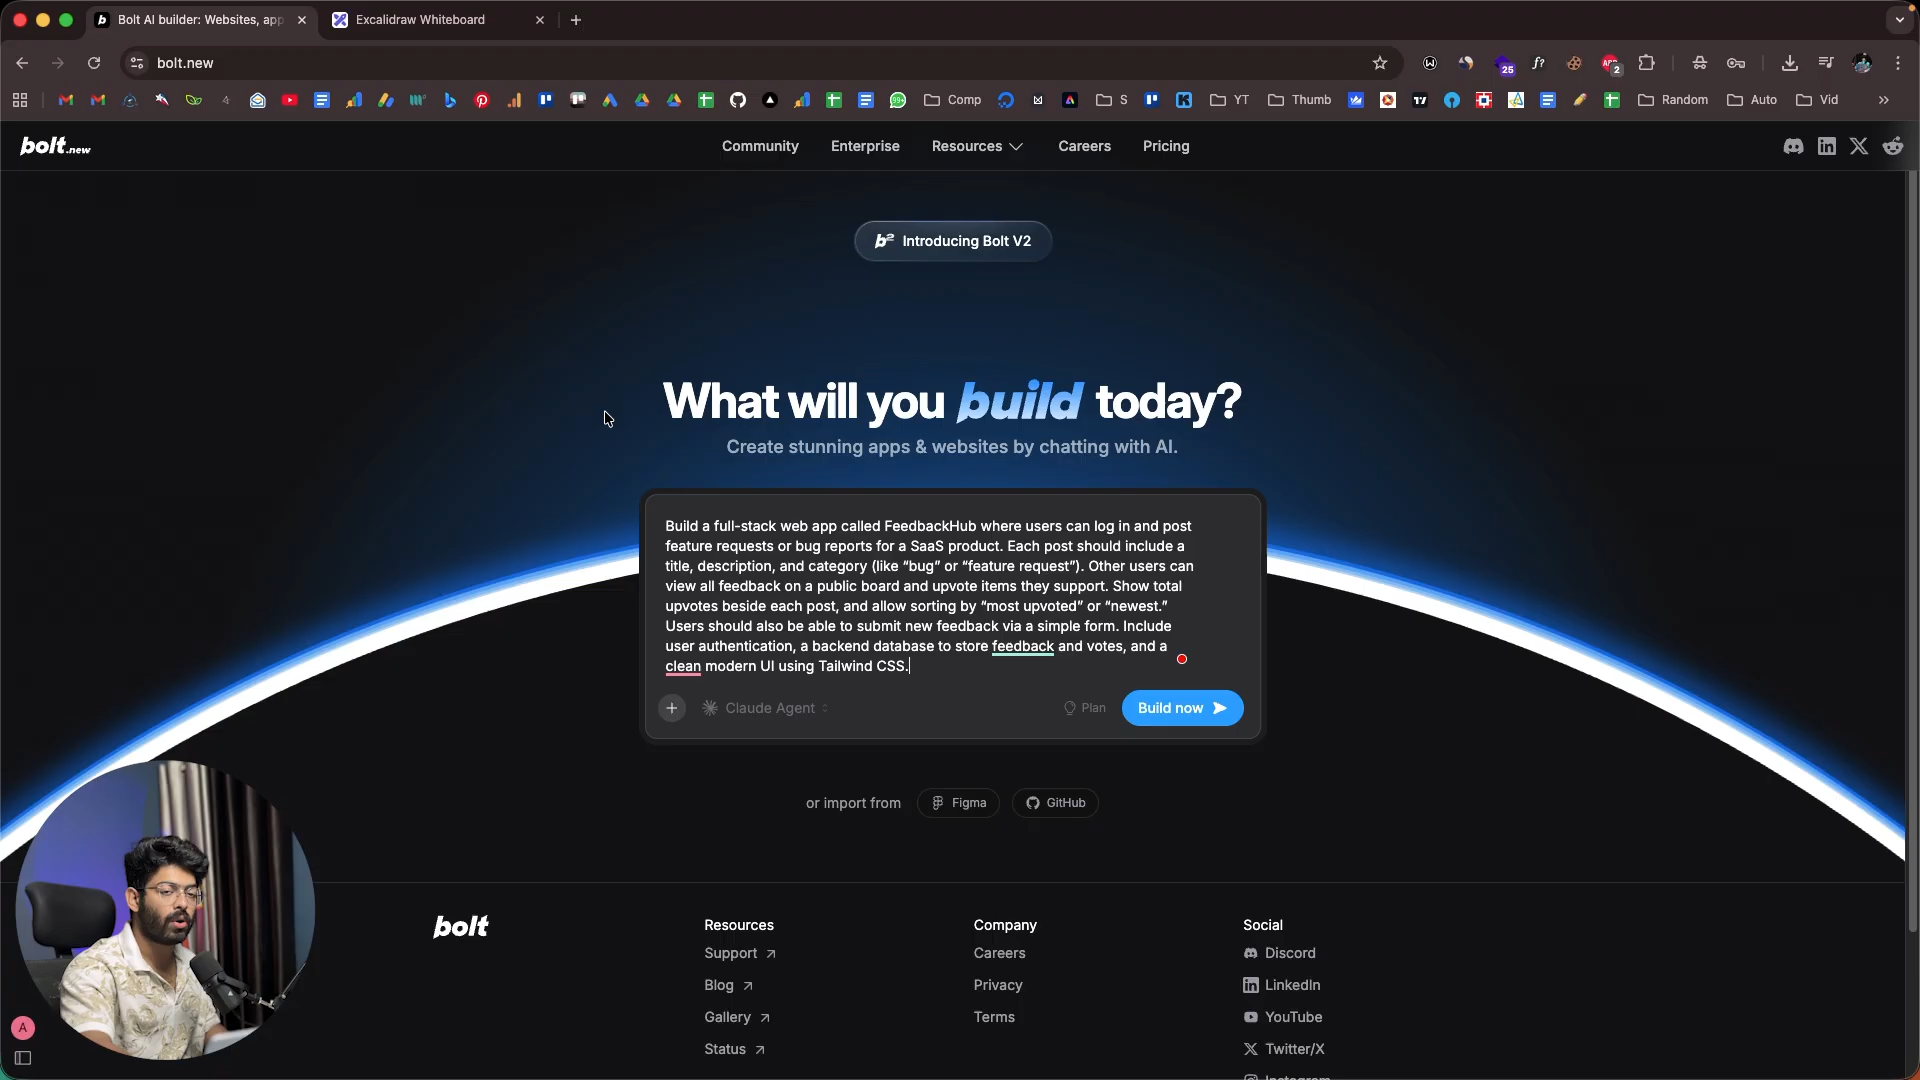 Bolt AI builder: Websites, app
Excalidraw Whiteboard
bolt.new
25
f?
ABP
2
99+
Comp
S
YT
Thumb
Random
Auto
Vid
bolt.new
Community
Enterprise
Resources
Careers
Pricing
b² Introducing Bolt V2
What will you build today?
Create stunning apps & websites by chatting with AI.
Build a full-stack web app called FeedbackHub where users can log in and post
feature requests or bug reports for a SaaS product. Each post should include a
title, description, and category (like “bug” or “feature request”). Other users can
view all feedback on a public board and upvote items they support. Show total
upvotes beside each post, and allow sorting by “most upvoted” or “newest.”
Users should also be able to submit new feedback via a simple form. Include
user authentication, a backend database to store feedback and votes, and a
clean modern UI using Tailwind CSS.
Claude Agent
Plan
Build now
or import from
Figma
GitHub
bolt
Resources
Company
Social
Support
Careers
Discord
Blog
Privacy
LinkedIn
Gallery
Terms
YouTube
Status
Twitter/X
Instagram
A